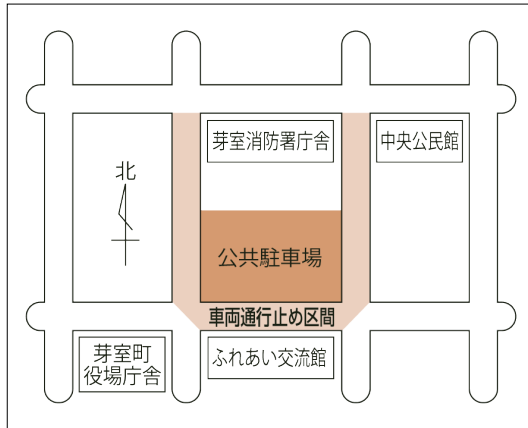 芽室消防署庁舎
中央公民館
北
公共駐車場
車両通行止め区間
芽室町
役場庁舎
ふれあい交流館